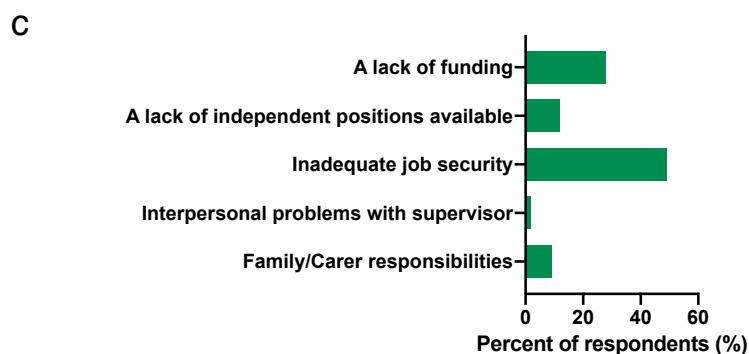 C
A lack of funding
A lack of independent positions available
Inadequate job security
Interpersonal problems with supervisor
Family/Carer responsibilities
0 20 40 60
Percent of respondents (%)